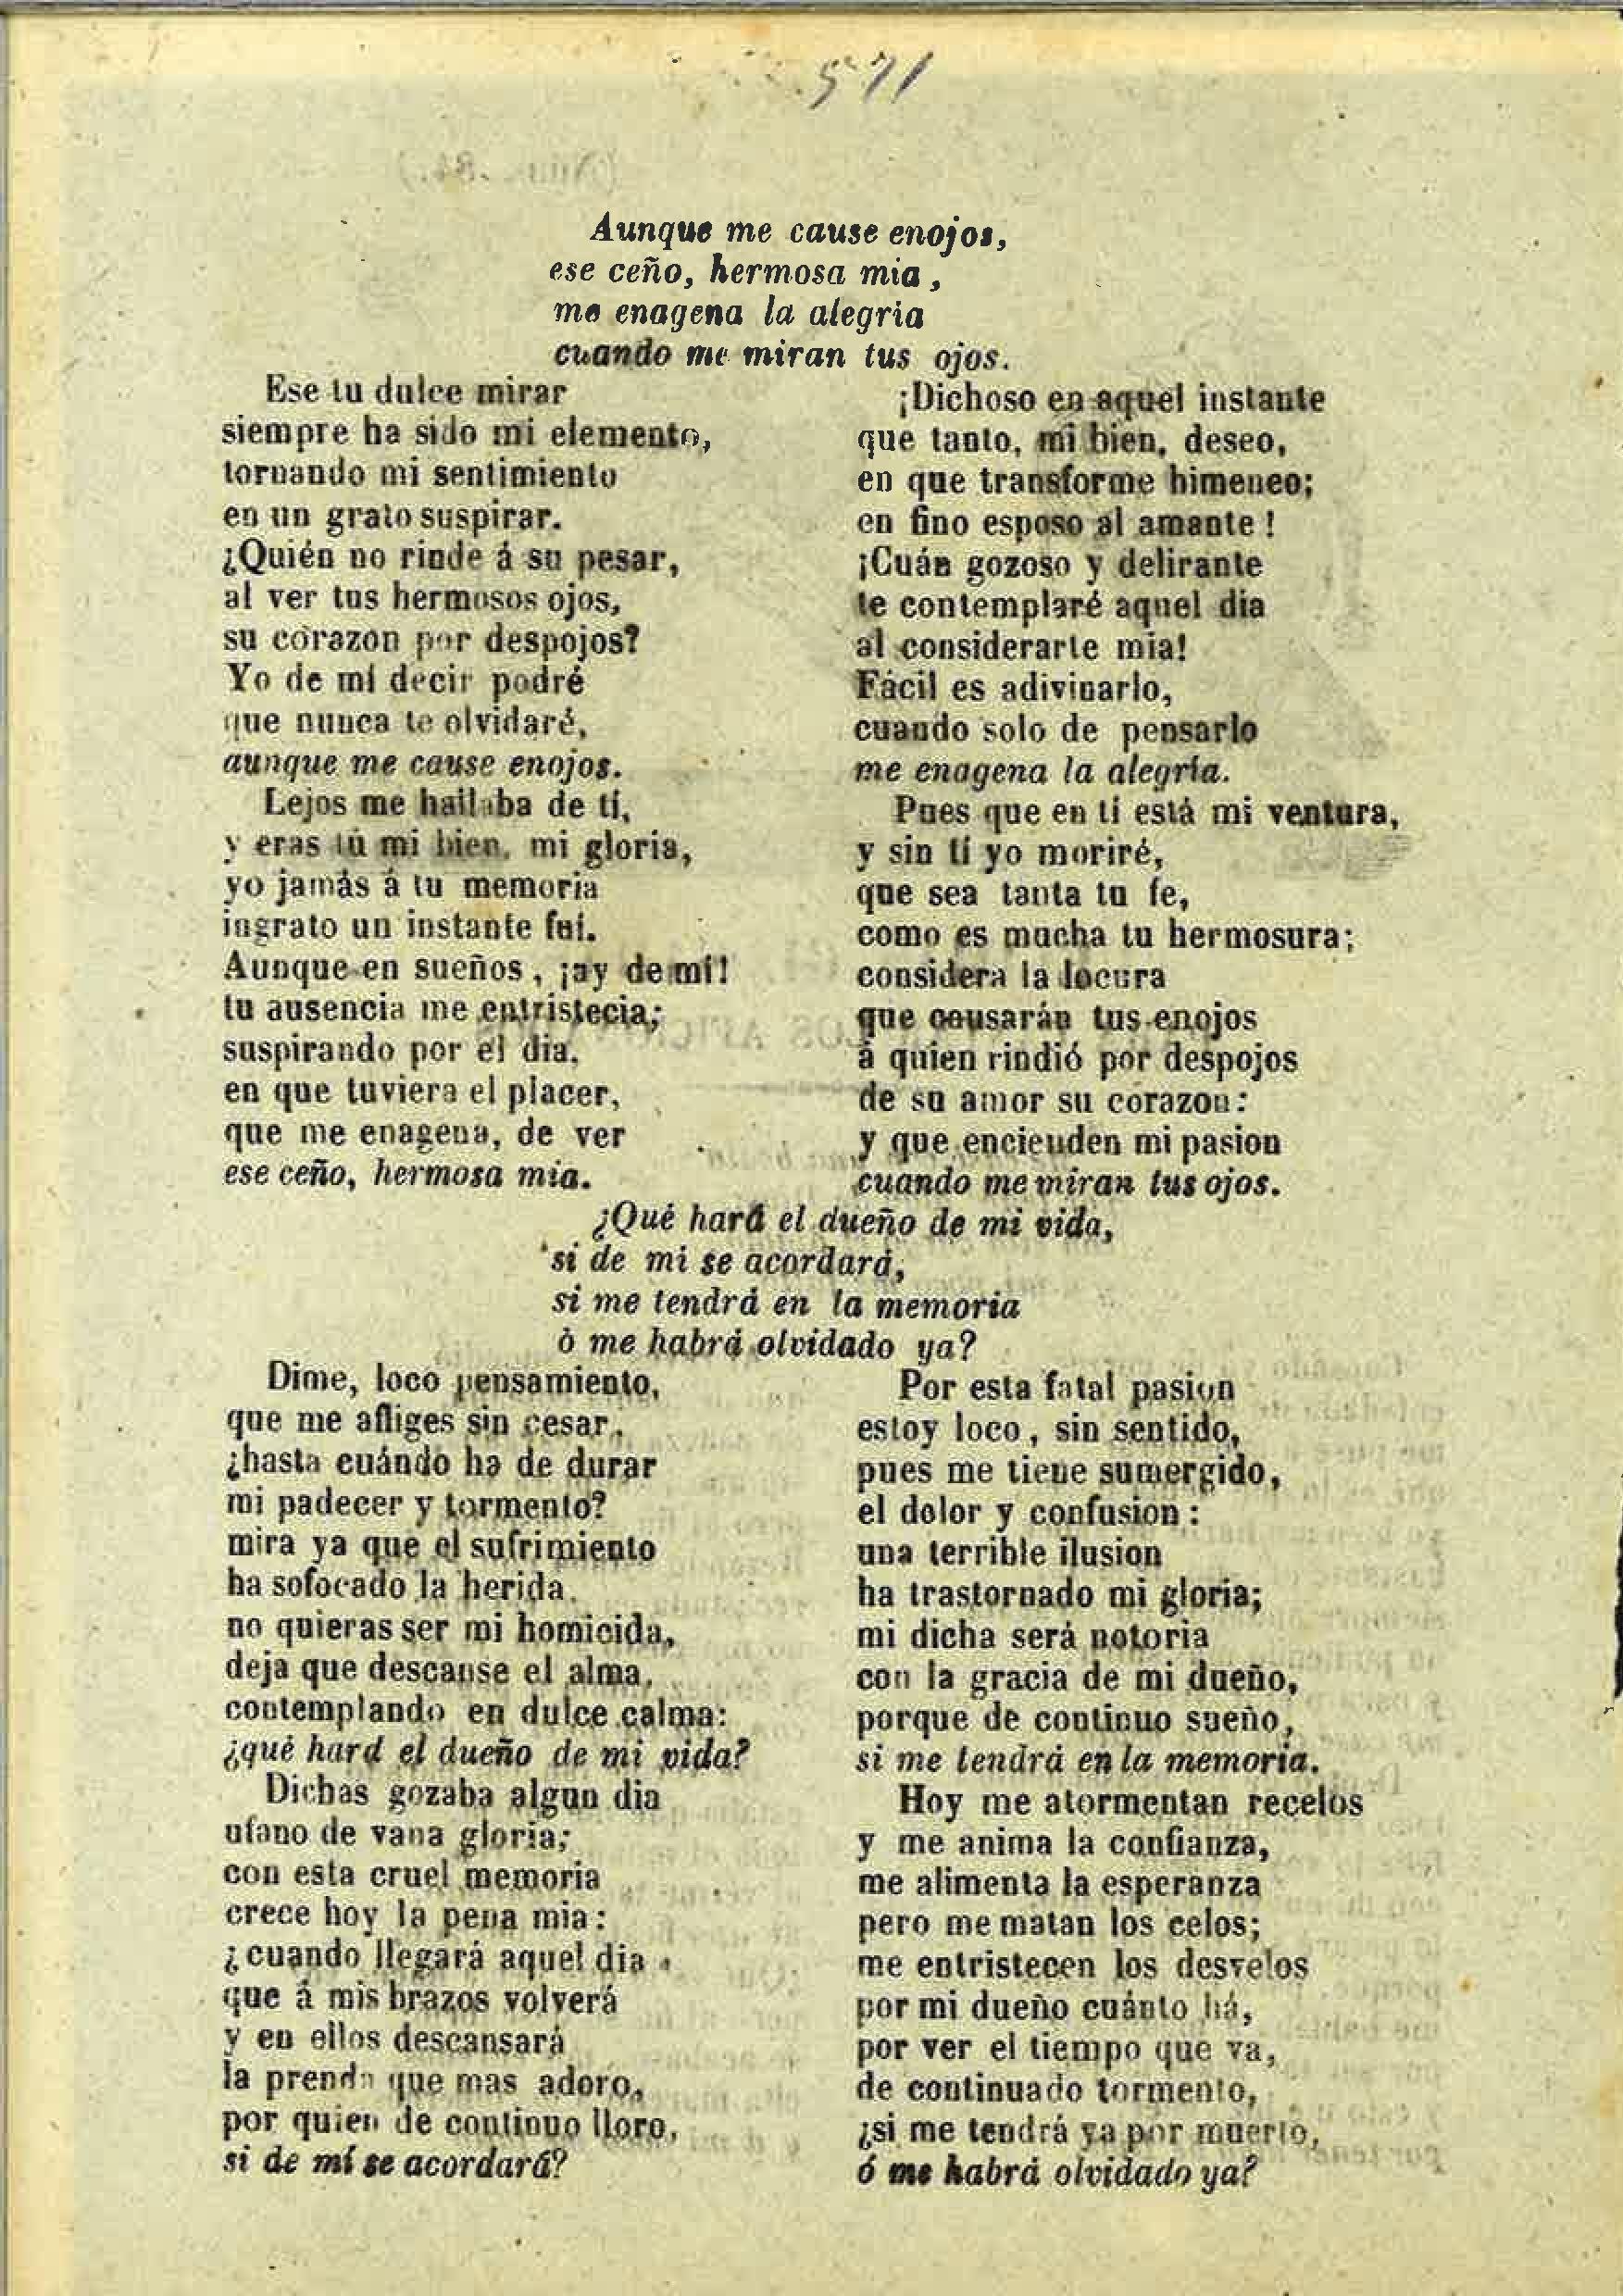 571
Aunque me cause enojos,
ese ceño, hermosa mia,
me enagena la alegria
cuando me miran tus ojos.
Ese tu dulce mirar
siempre ha sido mi elemento,
tornando mi sentimiento
en un grato suspirar.
¿Quién no rinde á su pesar,
al ver tus hermosos ojos,
su corazon por despojos?
Yo de mí decir podré
que nunca te olvidaré,
aunque me cause enojos.
Lejos me hallaba de tí,
y eras tú mi bien, mi gloria,
yo jamás á tu memoria
ingrato un instante fuí.
Aunque en sueños, ¡ay de mí!
tu ausencia me entristecia;
suspirando por el dia,
en que tuviera el placer,
que me enagena, de ver
ese ceño, hermosa mia.
¡Dichoso en aquel instante
que tanto, mi bien, deseo,
en que transforme himeneo;
en fino esposo al amante!
¡Cuán gozoso y delirante
te contemplaré aquel dia
al considerarte mia!
Fácil es adivinarlo,
cuando solo de pensarlo
me enagena la alegría.
Pues que en tí está mi ventura,
y sin tí yo moriré,
que sea tanta tu fe,
como es mucha tu hermosura;
considera la locura
que causarán tus enojos
á quien rindió por despojos
de su amor su corazon:
y que encienden mi pasion
cuando me miran tus ojos.
¿Qué hará el dueño de mi vida,
si de mi se acordará,
si me tendrá en la memoria
ò me habrá olvidado ya?
Dime, loco pensamiento,
que me afliges sin cesar,
¿hasta cuándo ha de durar
mi padecer y tormento?
mira ya que el sufrimiento
ha sofocado la herida,
no quieras ser mi homicida,
deja que descanse el alma,
contemplando en dulce calma:
¿qué hará el dueño de mi vida?
Dichas gozaba algun dia
ufano de vana gloria;
con esta cruel memoria
crece hoy la pena mia:
¿cuando llegará aquel dia
que á mis brazos volverá
y en ellos descansará
la prenda que mas adoro,
por quien de continuo lloro,
si de mí se acordará?
Por esta fatal pasion
estoy loco, sin sentido,
pues me tiene sumergido,
el dolor y confusion:
una terrible ilusion
ha trastornado mi gloria;
mi dicha será notoria
con la gracia de mi dueño,
porque de continuo sueño,
si me tendrá en la memoria.
Hoy me atormentan recelos
y me anima la confianza,
me alimenta la esperanza
pero me matan los celos;
me entristecen los desvelos
por mi dueño cuánto há,
por ver el tiempo que va,
de continuado tormento,
¿si me tendrá ya por muerto,
ó me habrá olvidado ya?